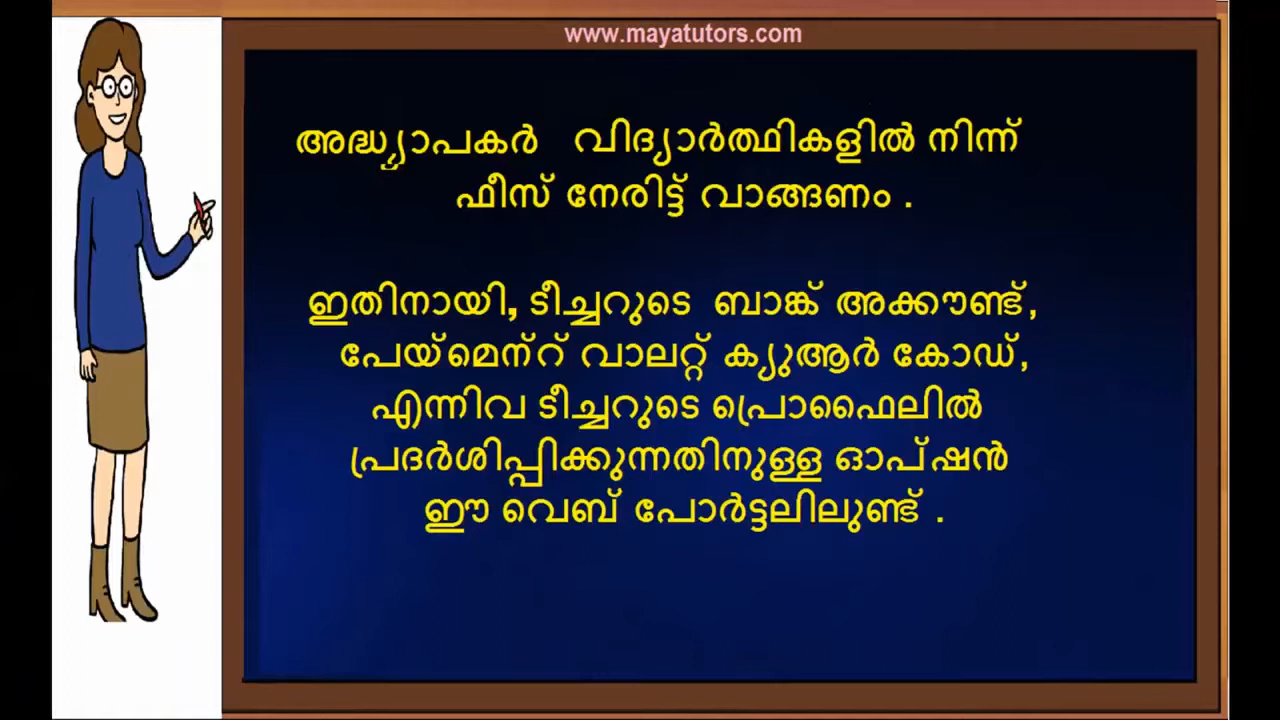 www.mayatutors.com
അദ്ധ്യാപകർ വിദ്യാർത്ഥികളിൽ നിന്ന്
ഫീസ് നേരിട്ട് വാങ്ങണം .
ഇതിനായി, ടീച്ചറുടെ ബാങ്ക് അക്കൗണ്ട്,
പേയ്മെന്റ് വാലറ്റ് ക്യുആർ കോഡ്,
എന്നിവ ടീച്ചറുടെ പ്രൊഫൈലിൽ
പ്രദർശിപ്പിക്കുന്നതിനുള്ള ഓപ്ഷൻ
ഈ വെബ് പോർട്ടലിലുണ്ട് .